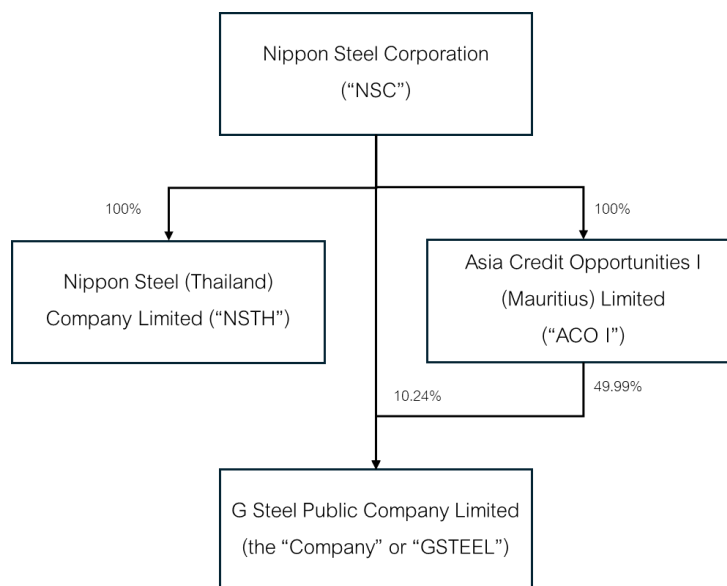 Nippon Steel Corporation
(“NSC”)
100%
100%
Nippon Steel (Thailand)
Company Limited (“NSTH”)
Asia Credit Opportunities I
(Mauritius) Limited
(“ACO I”)
10.24%
49.99%
G Steel Public Company Limited
(the “Company” or “GSTEEL”)